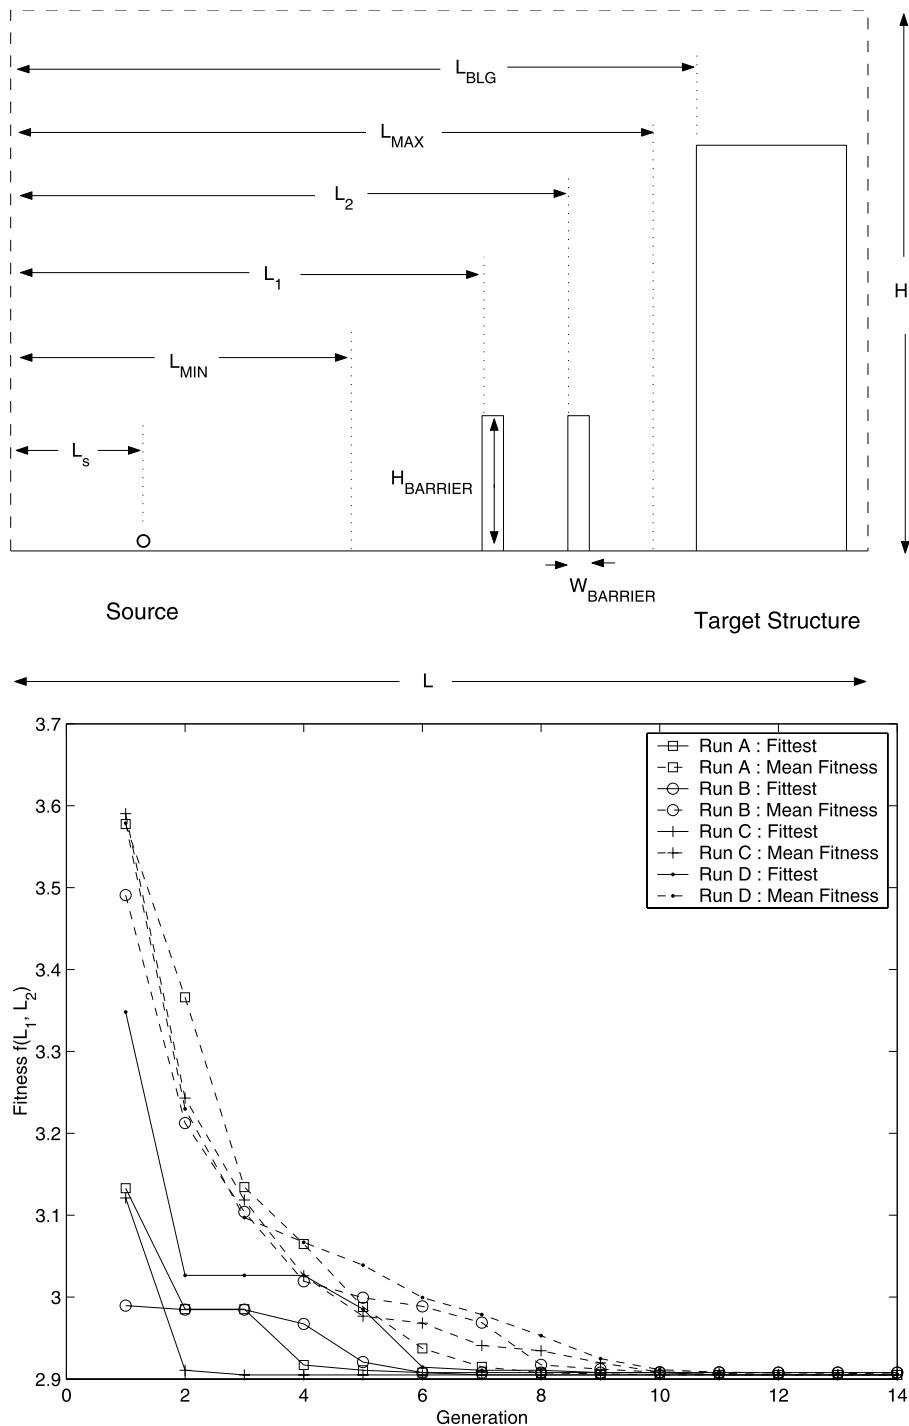 L_BLG
L_MAX
L_2
L_1
H
L_MIN
L_s
H_BARRIER
W_BARRIER
Source
Target Structure
L
3.7
3.6
3.5
3.4
3.3
3.2
3.1
3
2.9
Fitness f(L_1, L_2)
Run A : Fittest
Run A : Mean Fitness
Run B : Fittest
Run B : Mean Fitness
Run C : Fittest
Run C : Mean Fitness
Run D : Fittest
Run D : Mean Fitness
0 2 4 6 8 10 12 14
Generation